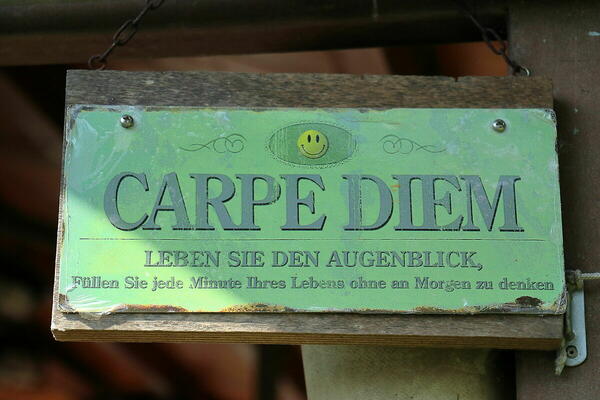 CARPE DIEM
LEBEN SIE DEN AUGENBLICK,
Füllen Sie jede Minute Ihres Lebens ohne an Morgen zu denken